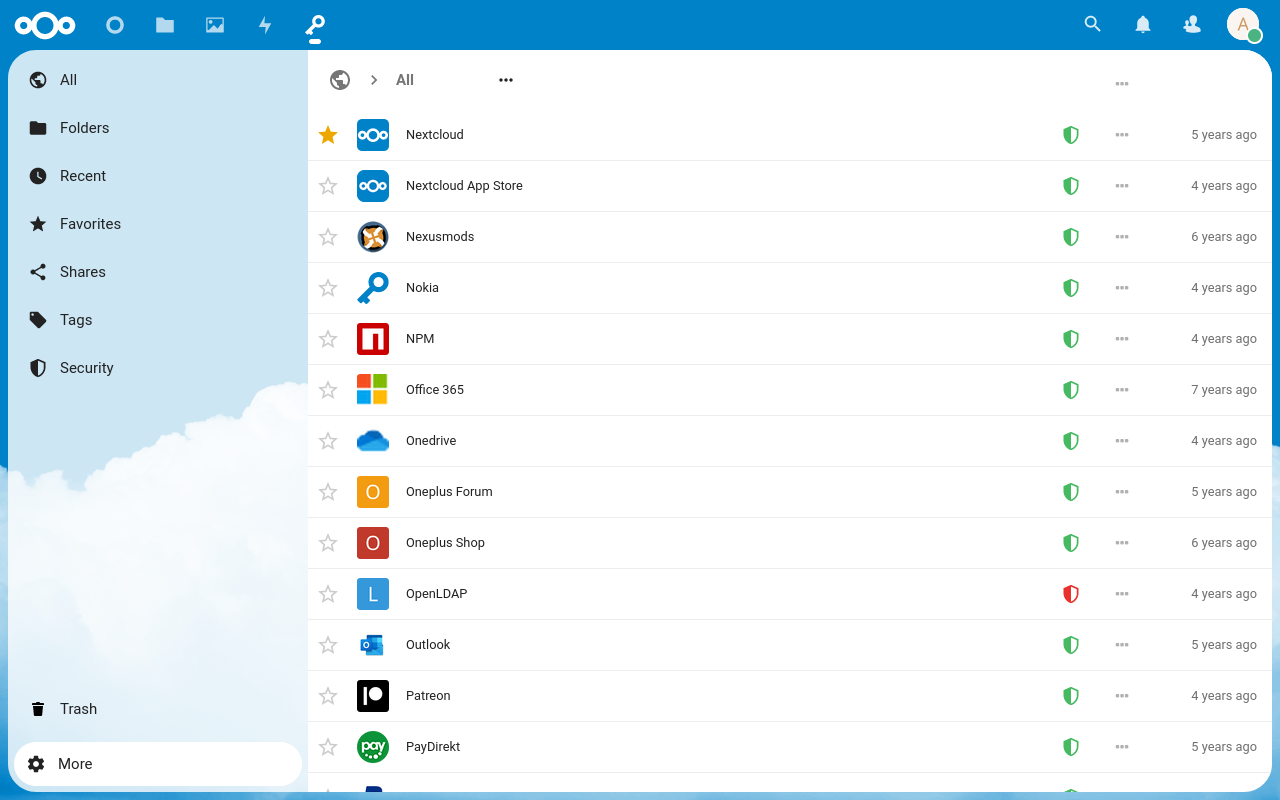 A
All
Folders
Recent
Favorites
Shares
Tags
Security
Trash
More
All
Nextcloud 5 years ago
Nextcloud App Store 4 years ago
Nexusmods 6 years ago
Nokia 4 years ago
NPM 4 years ago
Office 365 7 years ago
Onedrive 4 years ago
O Oneplus Forum 5 years ago
O Oneplus Shop 6 years ago
L OpenLDAP 4 years ago
O Outlook 5 years ago
Patreon 4 years ago
pay PayDirekt 5 years ago